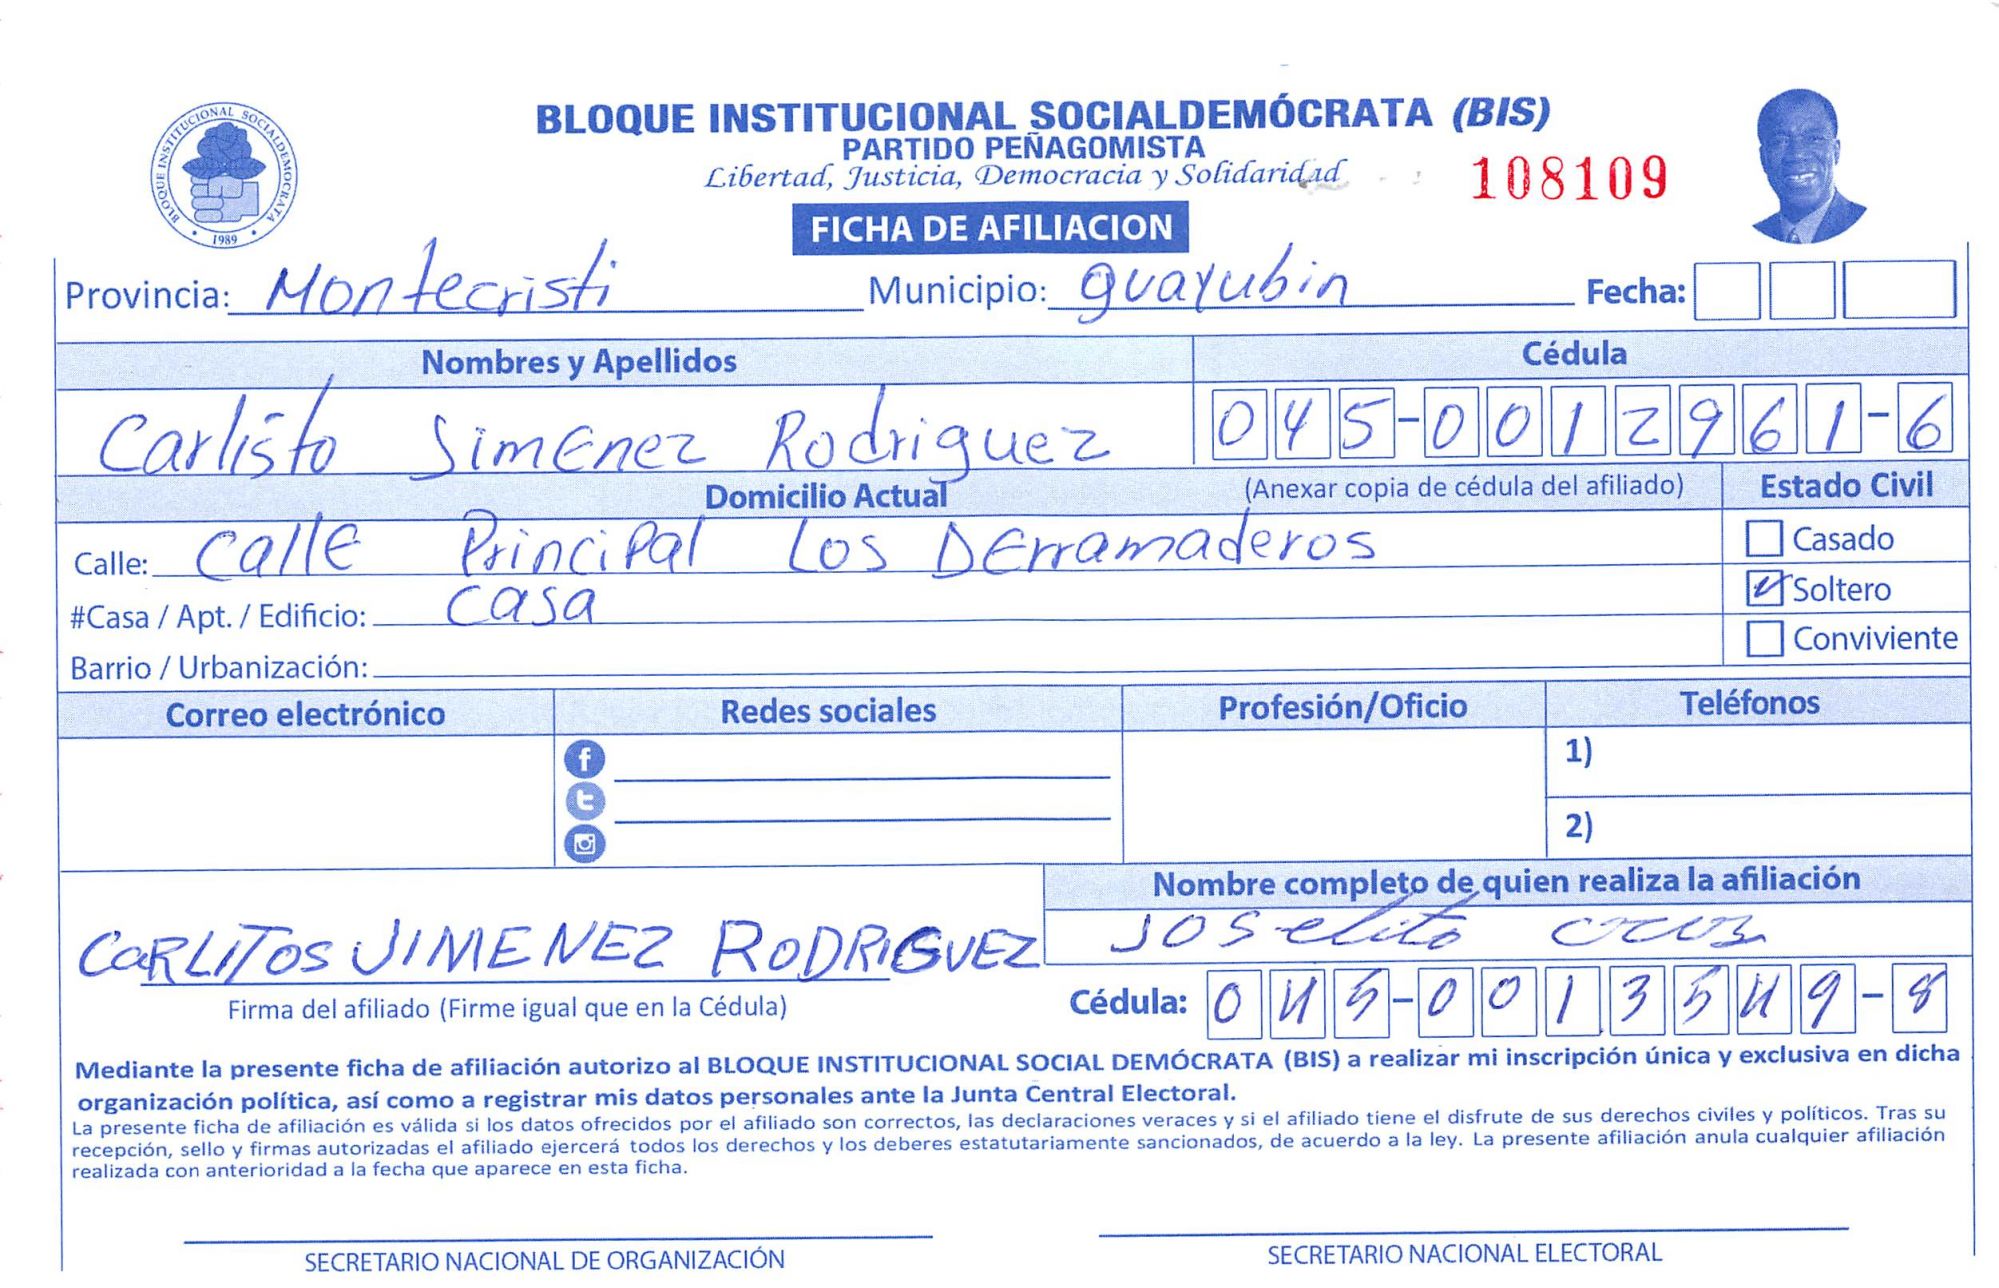 BLOQUE INSTITUCIONAL SOCIALDEMOCRATA
1989
BLOQUE INSTITUCIONAL SOCIALDEMÓCRATA (BIS)
PARTIDO PEÑAGOMISTA
Libertad, Justicia, Democracia y Solidaridad
108109
FICHA DE AFILIACION
Provincia: Montecristi Municipio: guayubin Fecha:
Nombres y Apellidos Cédula
Carlisto Jimenez Rodriguez 045-0012961-6
Domicilio Actual (Anexar copia de cédula del afiliado) Estado Civil
Calle: Calle Principal Los Derramaderos Casado
#Casa / Apt. / Edificio: Casa Soltero
Barrio / Urbanización: Conviviente
Correo electrónico Redes sociales Profesión/Oficio Teléfonos
1)
2)
Nombre completo de quien realiza la afiliación
CARLITOS JIMENEZ RODRIGUEZ Joselito cruz
Firma del afiliado (Firme igual que en la Cédula) Cédula: 045-0013549-8
Mediante la presente ficha de afiliación autorizo al BLOQUE INSTITUCIONAL SOCIAL DEMÓCRATA (BIS) a realizar mi inscripción única y exclusiva en dicha
organización política, así como a registrar mis datos personales ante la Junta Central Electoral.
La presente ficha de afiliación es válida si los datos ofrecidos por el afiliado son correctos, las declaraciones veraces y si el afiliado tiene el disfrute de sus derechos civiles y políticos. Tras su
recepción, sello y firmas autorizadas el afiliado ejercerá todos los derechos y los deberes estatutariamente sancionados, de acuerdo a la ley. La presente afiliación anula cualquier afiliación
realizada con anterioridad a la fecha que aparece en esta ficha.
SECRETARIO NACIONAL DE ORGANIZACIÓN SECRETARIO NACIONAL ELECTORAL